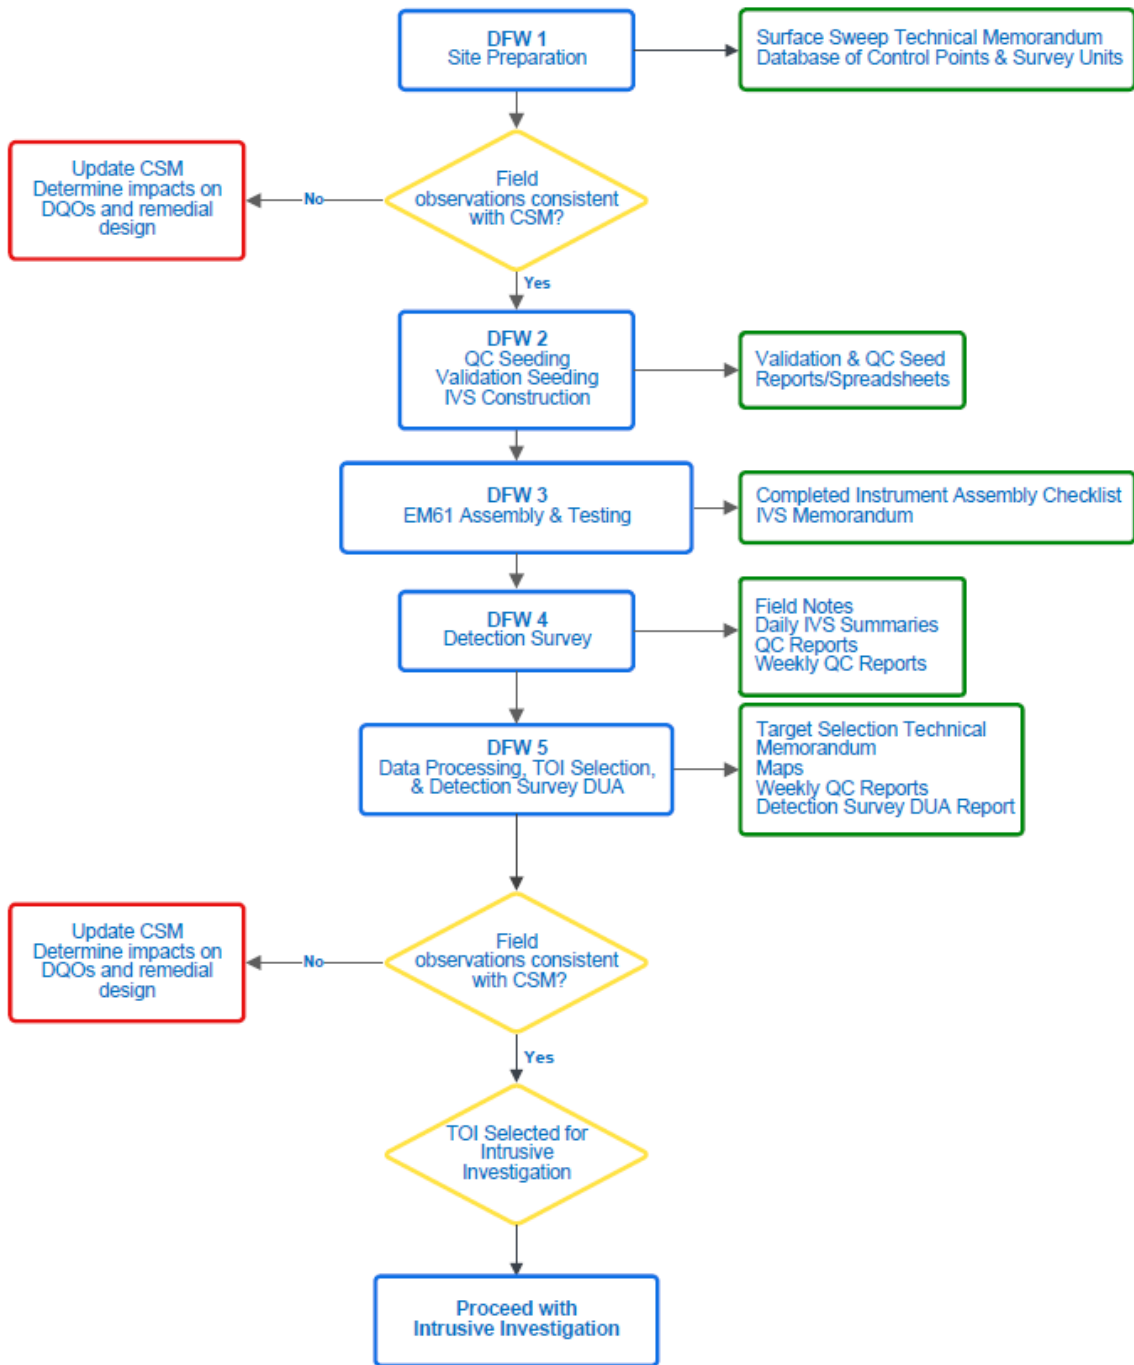 DFW 1
Site Preparation
Surface Sweep Technical Memorandum
Database of Control Points & Survey Units
Field
observations consistent
with CSM?
No
Update CSM
Determine impacts on
DQOs and remedial
design
Yes
DFW 2
QC Seeding
Validation Seeding
IVS Construction
Validation & QC Seed
Reports/Spreadsheets
DFW 3
EM61 Assembly & Testing
Completed Instrument Assembly Checklist
IVS Memorandum
DFW 4
Detection Survey
Field Notes
Daily IVS Summaries
QC Reports
Weekly QC Reports
DFW 5
Data Processing, TOI Selection,
& Detection Survey DUA
Target Selection Technical
Memorandum
Maps
Weekly QC Reports
Detection Survey DUA Report
Field
observations consistent
with CSM?
No
Update CSM
Determine impacts on
DQOs and remedial
design
Yes
TOI Selected for
Intrusive
Investigation
Proceed with
Intrusive Investigation